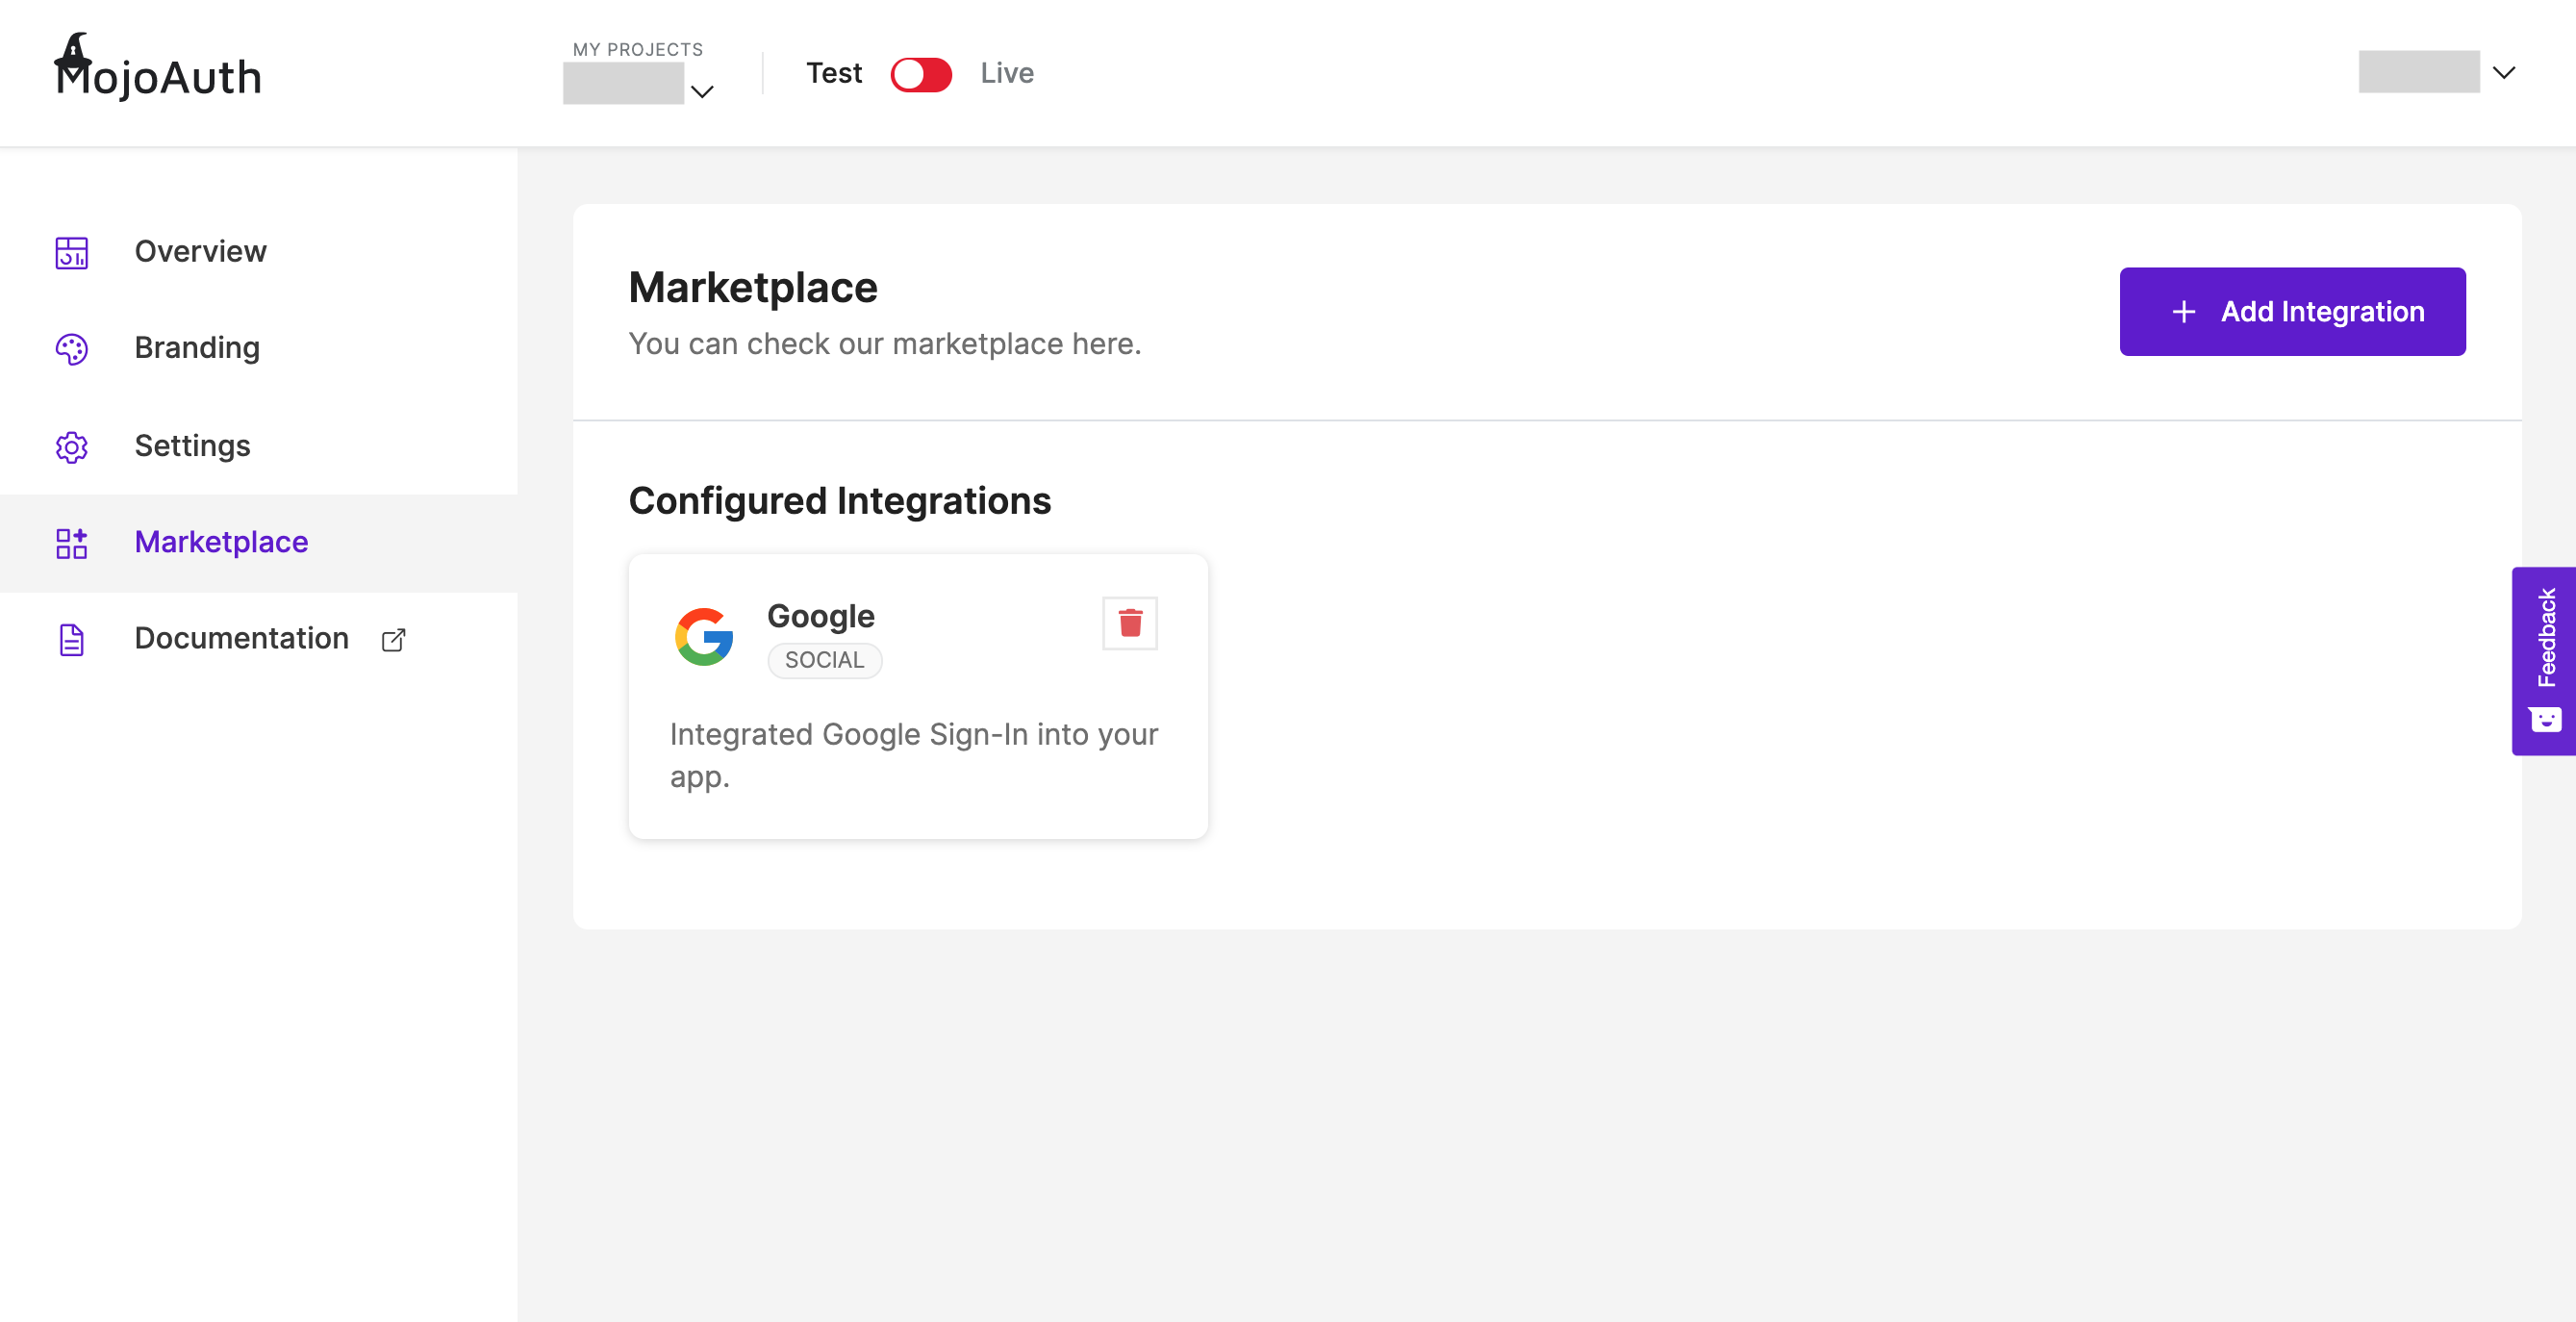 MojoAuth
MY PROJECTS
Test
Live
Overview
Branding
Settings
Marketplace
Documentation
Marketplace
You can check our marketplace here.
Add Integration
Configured Integrations
Google
SOCIAL
Integrated Google Sign-In into your
app.
Feedback